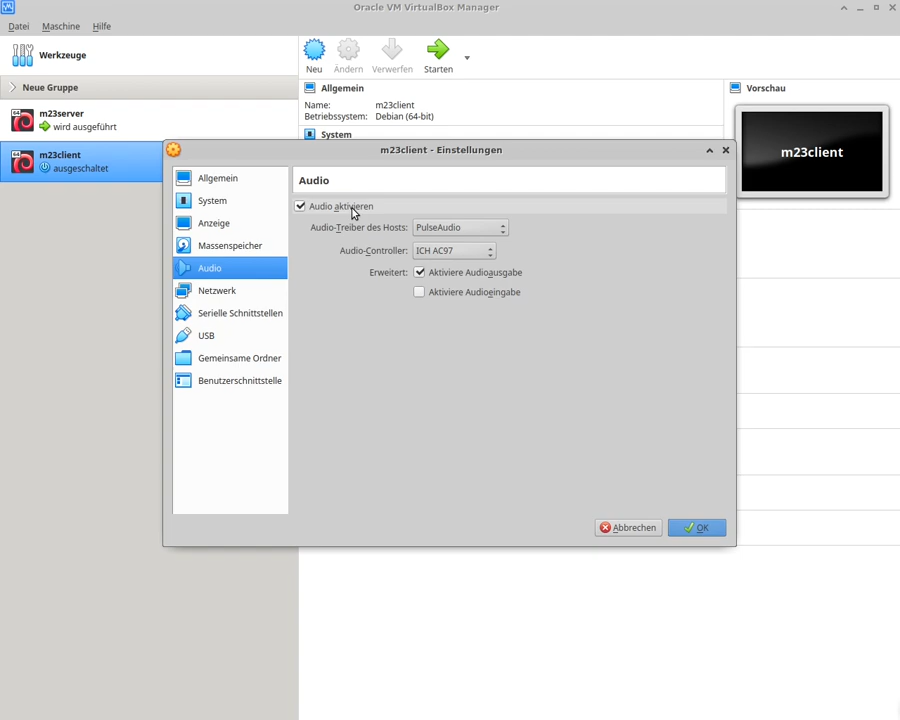 Oracle VM VirtualBox Manager
Datei Maschine Hilfe
Werkzeuge
Neu Ändern Verwerfen Starten
Neue Gruppe
Allgemein
Vorschau
Name: m23client
Betriebssystem: Debian (64-bit)
System
64 m23server
wird ausgeführt
64 m23client
ausgeschaltet
m23client
m23client - Einstellungen
Allgemein
System
Anzeige
Massenspeicher
Audio
Netzwerk
Serielle Schnittstellen
USB
Gemeinsame Ordner
Benutzerschnittstelle
Audio
Audio aktivieren
Audio-Treiber des Hosts: PulseAudio
Audio-Controller: ICH AC97
Erweitert: Aktiviere Audioausgabe
Aktiviere Audioeingabe
Abbrechen OK